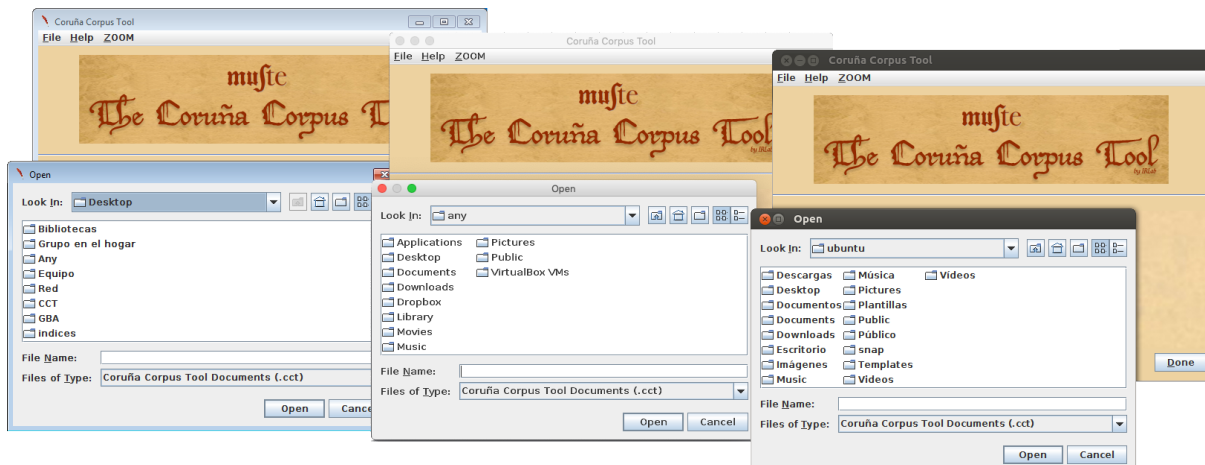 Coruña Corpus Tool
File Help ZOOM
muſte
The Coruña Corpus
Open
Look In: Desktop
Bibliotecas
Grupo en el hogar
Any
Equipo
Red
CCT
GBA
indices
File Name:
Files of Type: Coruña Corpus Tool Documents (.cct)
Open Cance
Coruña Corpus Tool
File Help ZOOM
muſte
The Coruña Corpus Tool
Open
Look In: any
Applications Pictures
Desktop Public
Documents VirtualBox VMs
Downloads
Dropbox
Library
Movies
Music
File Name:
Files of Type: Coruña Corpus Tool Documents (.cct)
Open Cancel
Coruña Corpus Tool
File Help ZOOM
muſte
The Coruña Corpus Tool
by IRLab
Open
Look In: ubuntu
Descargas Música Vídeos
Desktop Pictures
Documentos Plantillas
Documents Public
Downloads Público
Escritorio snap
Imágenes Templates
Music Videos
File Name:
Files of Type: Coruña Corpus Tool Documents (.cct)
Open Cancel
Done